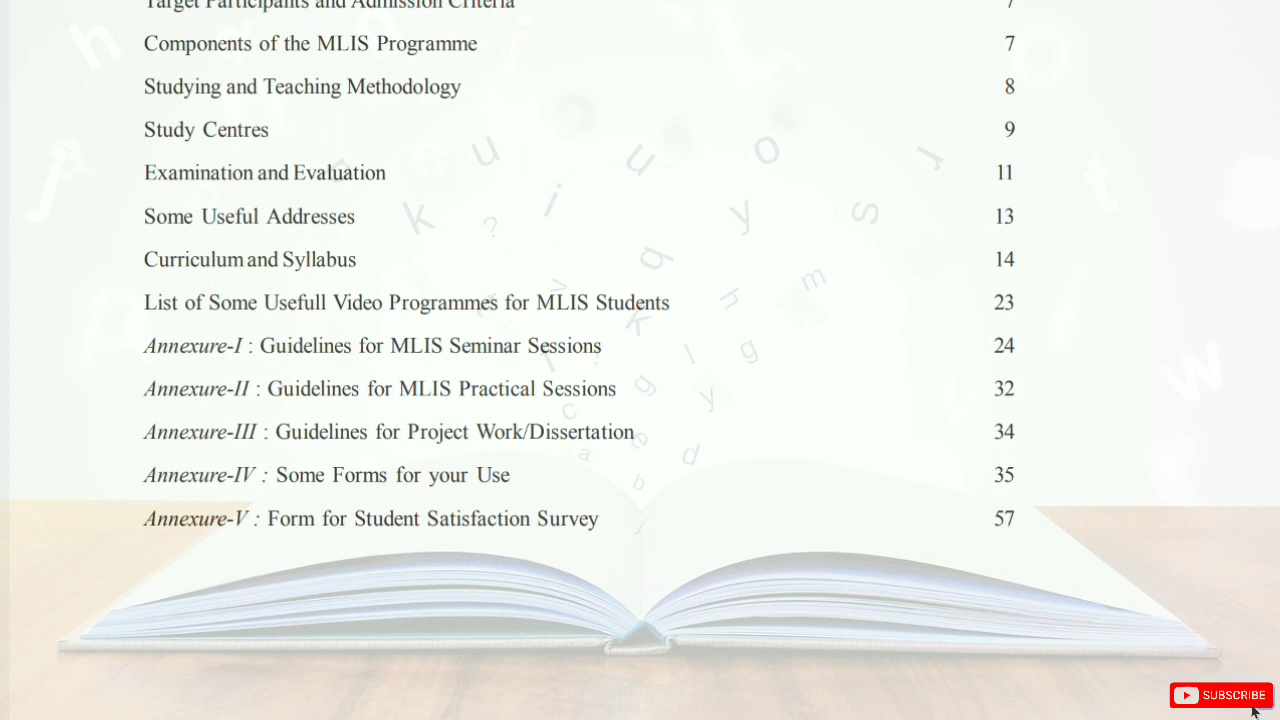 Target Participants and Admission Criteria 7
Components of the MLIS Programme 7
Studying and Teaching Methodology 8
Study Centres 9
Examination and Evaluation 11
Some Useful Addresses 13
Curriculum and Syllabus 14
List of Some Usefull Video Programmes for MLIS Students 23
Annexure-I : Guidelines for MLIS Seminar Sessions 24
Annexure-II : Guidelines for MLIS Practical Sessions 32
Annexure-III : Guidelines for Project Work/Dissertation 34
Annexure-IV : Some Forms for your Use 35
Annexure-V : Form for Student Satisfaction Survey 57
SUBSCRIBE